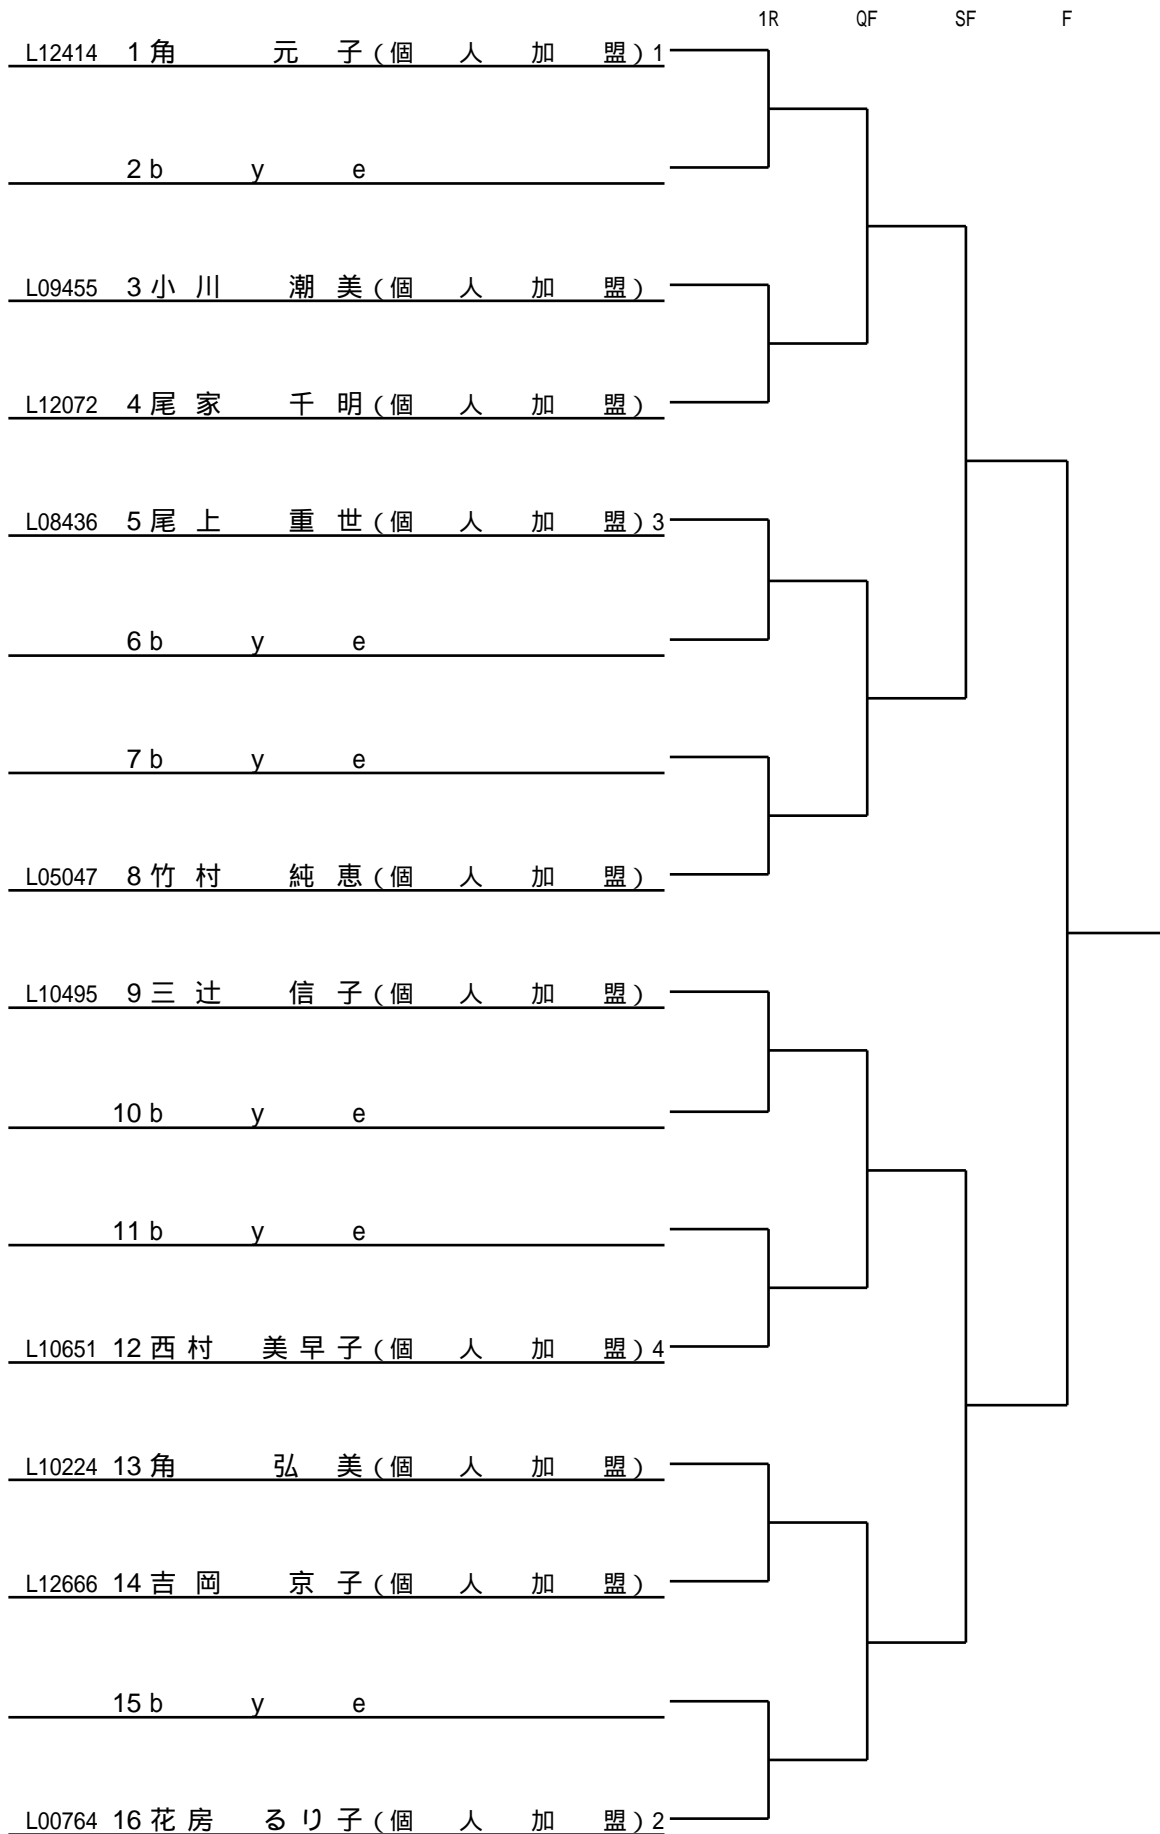 1R QF SF F
L12414 1 角 元 子 (個 人 加 盟) 1
2 b y e
L09455 3 小 川 潮 美 (個 人 加 盟)
L12072 4 尾 家 千 明 (個 人 加 盟)
L08436 5 尾 上 重 世 (個 人 加 盟) 3
6 b y e
7 b y e
L05047 8 竹 村 純 恵 (個 人 加 盟)
L10495 9 三 辻 信 子 (個 人 加 盟)
10 b y e
11 b y e
L10651 12 西 村 美 早 子 (個 人 加 盟) 4
L10224 13 角 弘 美 (個 人 加 盟)
L12666 14 吉 岡 京 子 (個 人 加 盟)
15 b y e
L00764 16 花 房 る り 子 (個 人 加 盟) 2